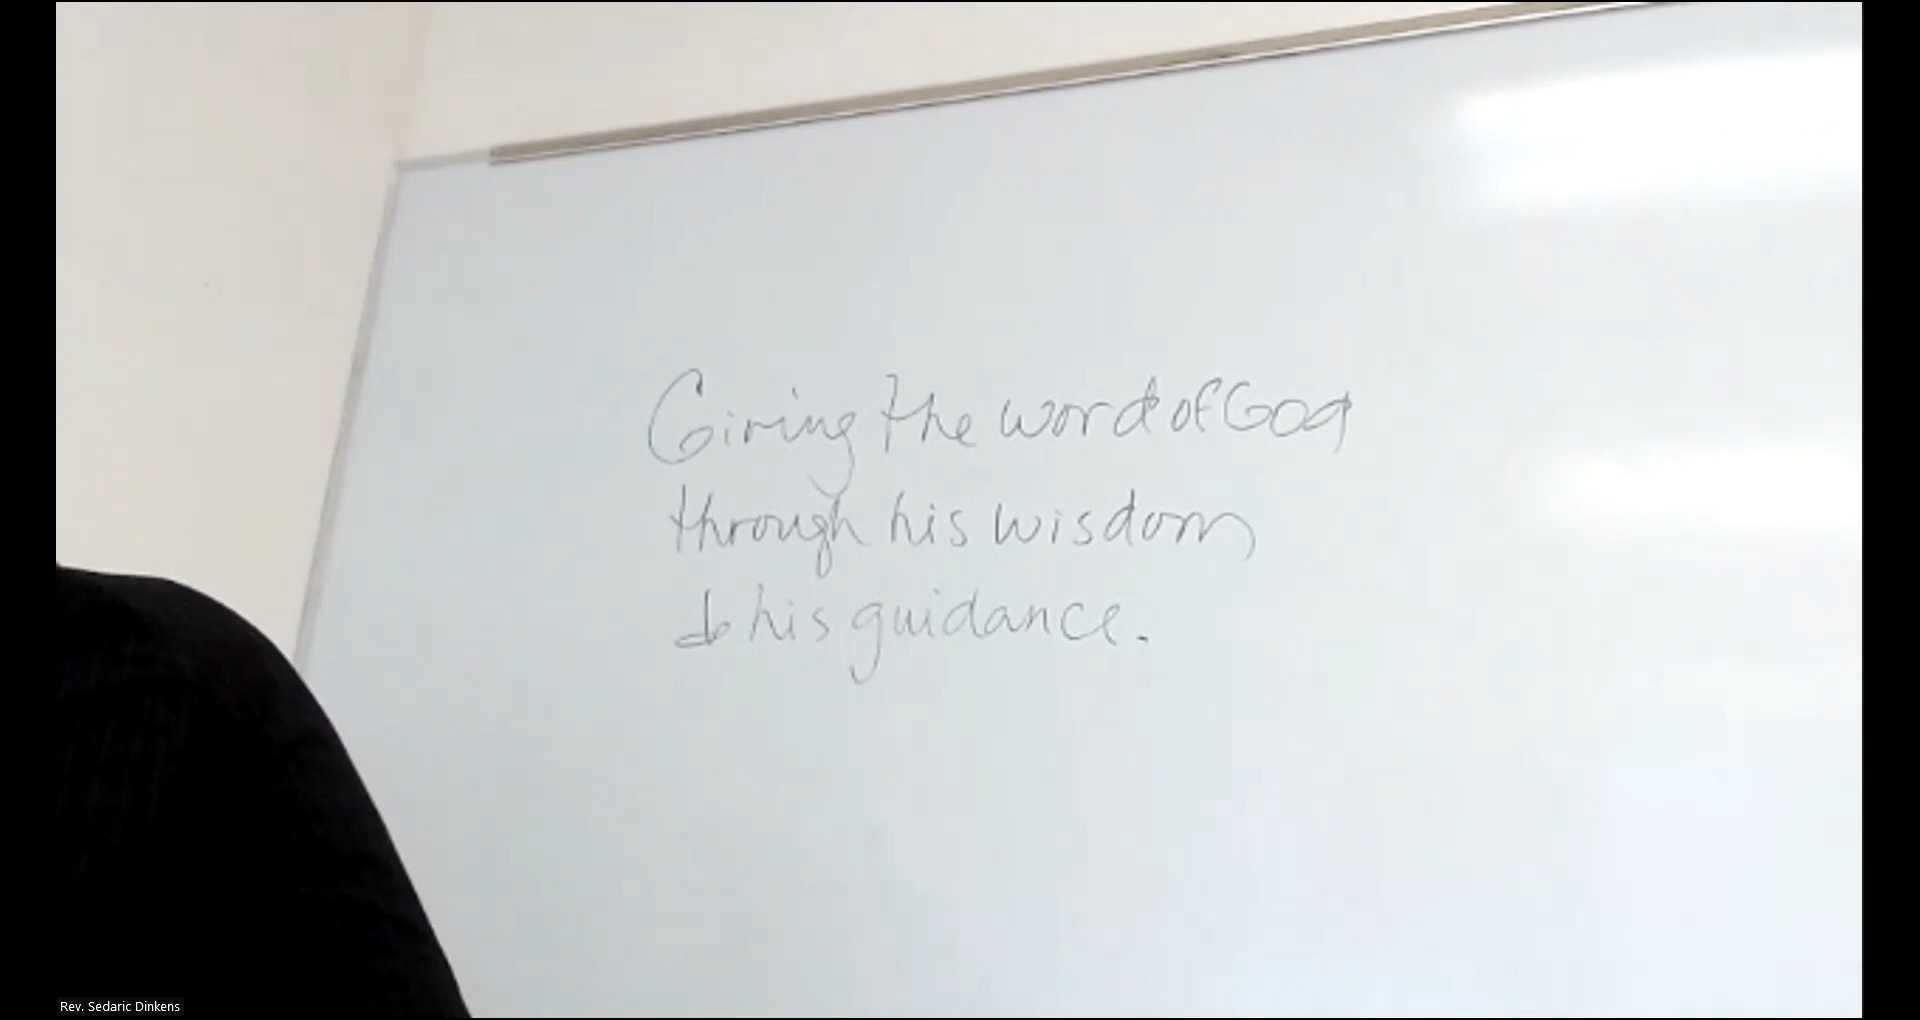 Giving the word of God
through his wisdom
& his guidance.
Rev. Sedaric Dinkens